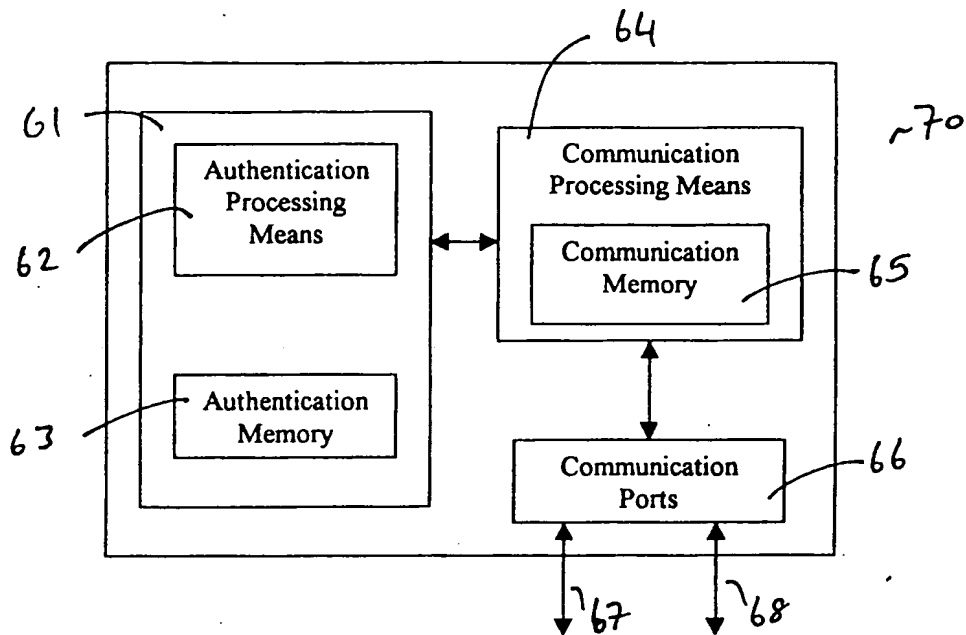 64
61
~70
Authentication
Processing
Means
Communication
Processing Means
62
Communication
Memory
65
63
Authentication
Memory
Communication
Ports
66
67
68